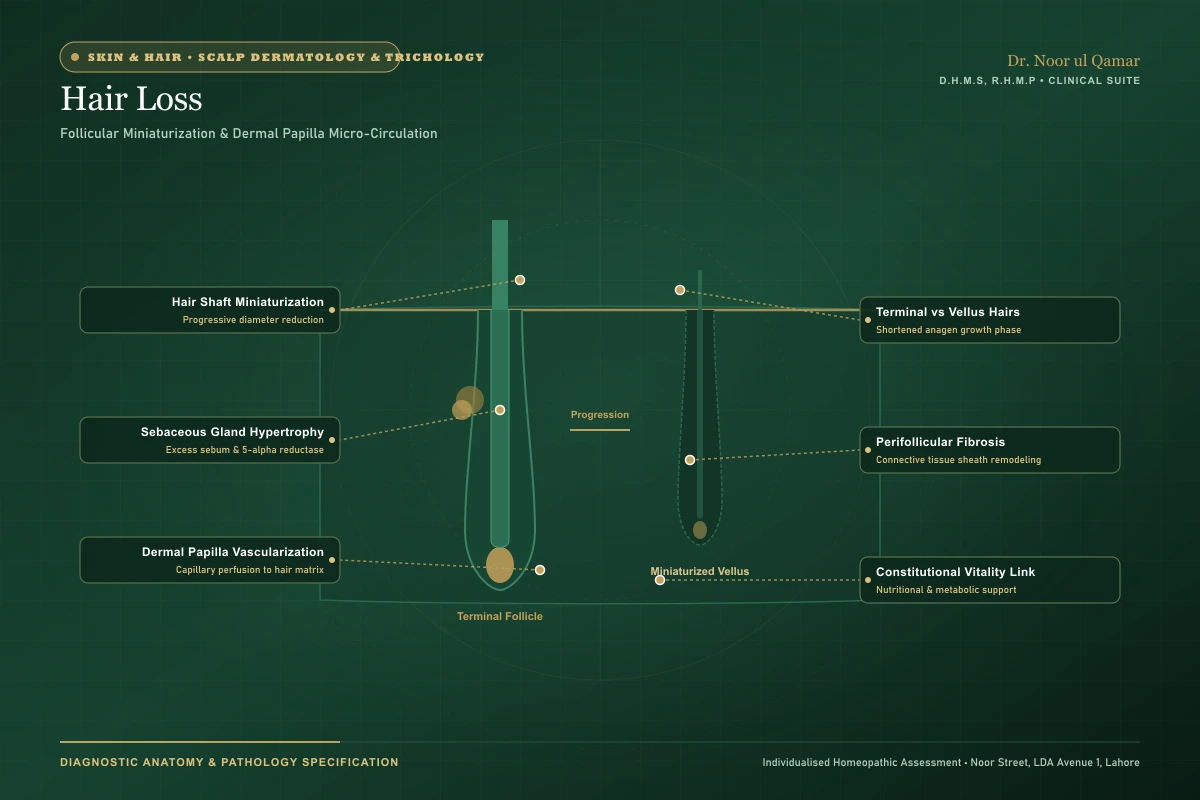 SKIN & HAIR • SCALP DERMATOLOGY & TRICHOLOGY
Hair Loss
Follicular Miniaturization & Dermal Papilla Micro-Circulation
Dr. Noor ul Qamar
D.H.M.S, R.H.M.P • CLINICAL SUITE
Hair Shaft Miniaturization
Progressive diameter reduction
Terminal vs Vellus Hairs
Shortened anagen growth phase
Progression
Sebaceous Gland Hypertrophy
Excess sebum & 5-alpha reductase
Perifollicular Fibrosis
Connective tissue sheath remodeling
Dermal Papilla Vascularization
Capillary perfusion to hair matrix
Miniaturized Vellus
Constitutional Vitality Link
Nutritional & metabolic support
Terminal Follicle
DIAGNOSTIC ANATOMY & PATHOLOGY SPECIFICATION
Individualised Homeopathic Assessment • Noor Street, LDA Avenue 1, Lahore